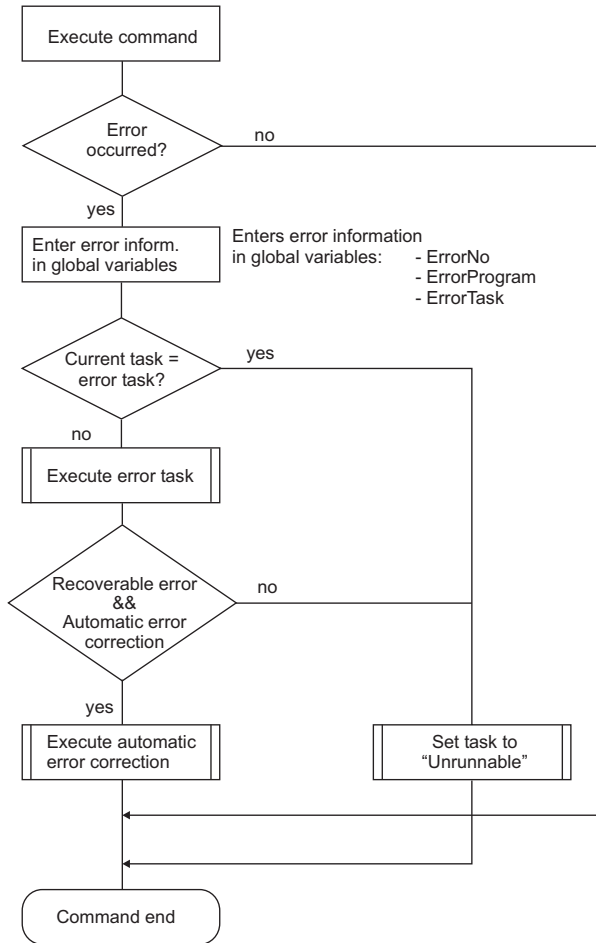 Execute command
Error
occurred?
no
yes
Enter error inform.
in global variables
Enters error information
in global variables: - ErrorNo
- ErrorProgram
- ErrorTask
Current task =
error task?
yes
no
Execute error task
Recoverable error
&&
Automatic error
correction
no
yes
Execute automatic
error correction
Set task to
“Unrunnable”
Command end